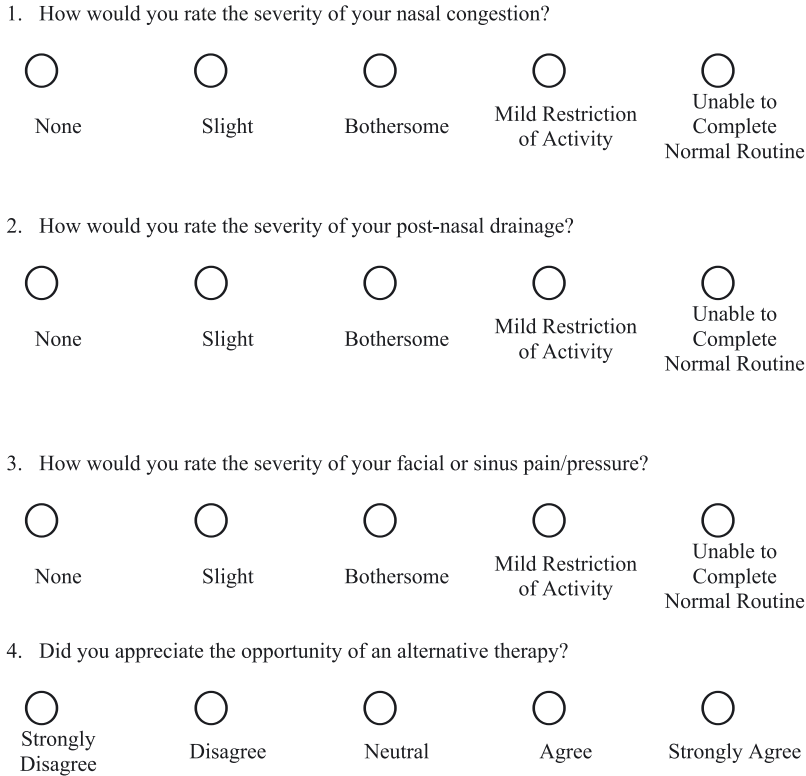 1. How would you rate the severity of your nasal congestion?
None Slight Bothersome Mild Restriction of Activity Unable to Complete Normal Routine
2. How would you rate the severity of your post-nasal drainage?
None Slight Bothersome Mild Restriction of Activity Unable to Complete Normal Routine
3. How would you rate the severity of your facial or sinus pain/pressure?
None Slight Bothersome Mild Restriction of Activity Unable to Complete Normal Routine
4. Did you appreciate the opportunity of an alternative therapy?
Strongly Disagree Disagree Neutral Agree Strongly Agree